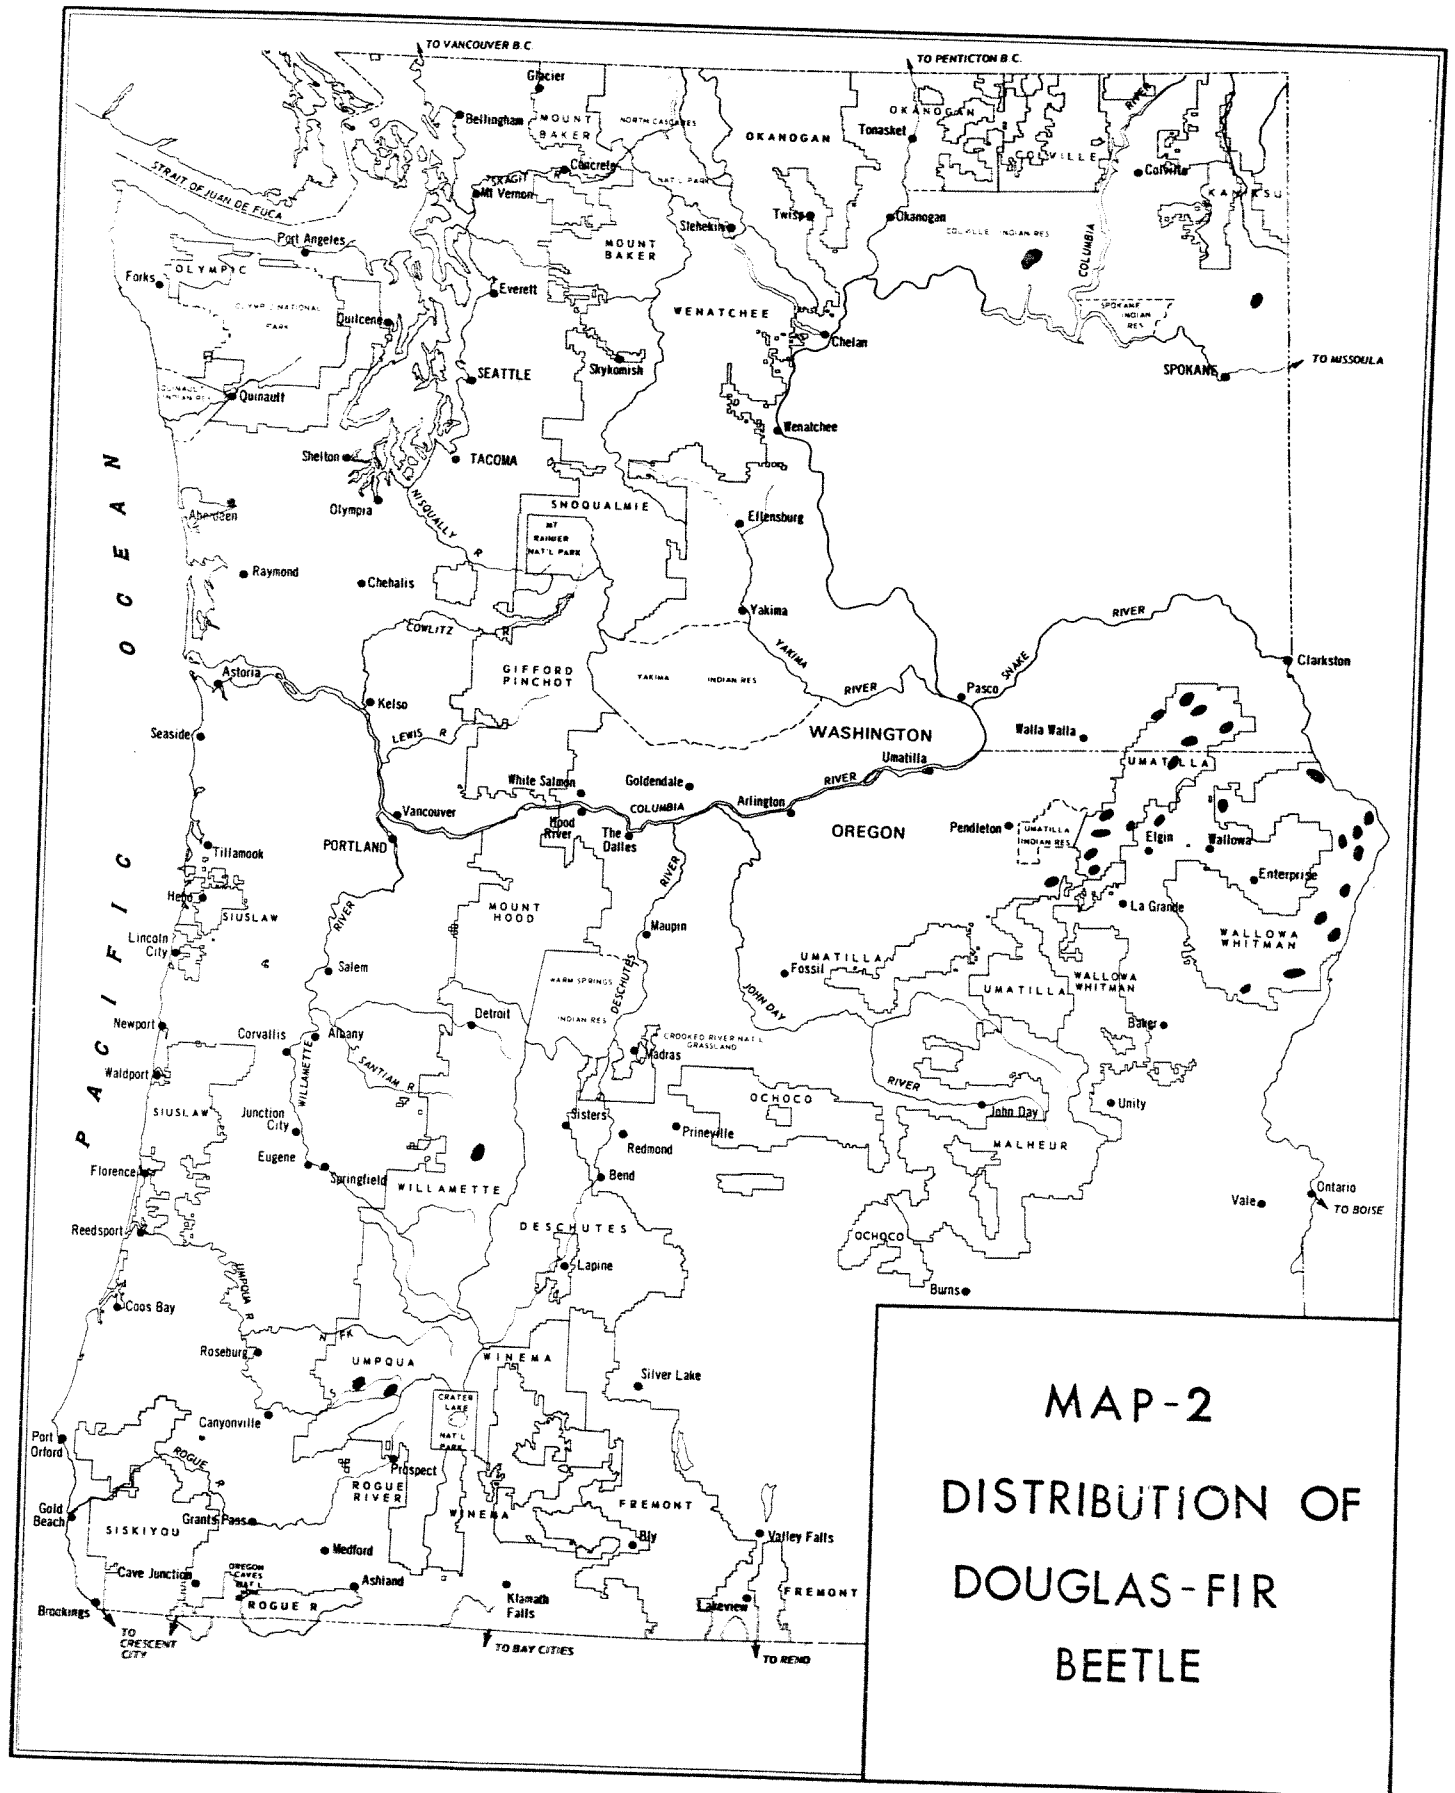 TO VANCOUVER B.C.
TO PENTICTON B.C.
Glacier
Bellingham
MOUNT
BAKER
NORTH CASCADES
NAT'L PARK
OKANOGAN
OKANOGAN
Tonasket
COLVILLE
RIVER
Colville
KANIKSU
STRAIT OF JUAN DE FUCA
SKAGIT R
Concrete
Mt Vernon
Stehekin
Twisp
Okanogan
COLVILLE INDIAN RES
COLUMBIA
Port Angeles
MOUNT
BAKER
Forks
OLYMPIC
OLYMPIC NATIONAL
PARK
Quilcene
Everett
WENATCHEE
Chelan
SPOKANE
INDIAN
RES
Skykomish
SEATTLE
SPOKANE
TO MISSOULA
QUINAULT
INDIAN RES
Quinault
Wenatchee
Shelton
TACOMA
Olympia
NISQUALLY R
SNOQUALMIE
Ellensburg
Aberdeen
MT
RAINIER
NAT'L PARK
Raymond
Chehalis
Yakima
COWLITZ R
YAKIMA RIVER
SNAKE RIVER
Clarkston
GIFFORD
PINCHOT
YAKIMA INDIAN RES
Astoria
Kelso
Pasco
LEWIS R
Seaside
WASHINGTON
Walla Walla
Umatilla
UMATILLA
White Salmon
Goldendale
COLUMBIA RIVER
Arlington
Vancouver
Hood
River
The
Dalles
OREGON
Pendleton
UMATILLA
INDIAN RES
Elgin
Wallowa
PORTLAND
Tillamook
Enterprise
Hebo
SIUSLAW
MOUNT
HOOD
RIVER
La Grande
WALLOWA
WHITMAN
Lincoln
City
RIVER
Maupin
Salem
UMATILLA
Fossil
UMATILLA
WALLOWA
WHITMAN
WARM SPRINGS
INDIAN RES
DESCHUTES
JOHN DAY
Newport
Corvallis
Albany
Detroit
Baker
CROOKED RIVER NAT'L
GRASSLAND
Madras
WILLAMETTE
SANTIAM R
Waldport
SIUSLAW
Junction
City
OCHOCO
RIVER
John Day
Unity
Sisters
Redmond
Prineville
MALHEUR
Eugene
Springfield
Florence
WILLAMETTE
Bend
Vale
Ontario
TO BOISE
Reedsport
DESCHUTES
OCHOCO
Lapine
UMPQUA R
Burns
Coos Bay
N FK
Roseburg
UMPQUA
WINEMA
Silver Lake
CRATER
LAKE
NAT'L
PARK
Canyonville
Port
Orford
ROGUE R
Prospect
ROGUE
RIVER
WINEMA
FREMONT
Gold
Beach
SISKIYOU
Grants Pass
Bly
Valley Falls
Medford
Cave Junction
OREGON
CAVES
NAT'L
Ashland
ROGUE R
Klamath
Falls
Lakeview
FREMONT
Brookings
TO
CRESCENT
CITY
TO BAY CITIES
TO RENO
PACIFIC OCEAN
MAP-2
DISTRIBUTION OF
DOUGLAS-FIR
BEETLE